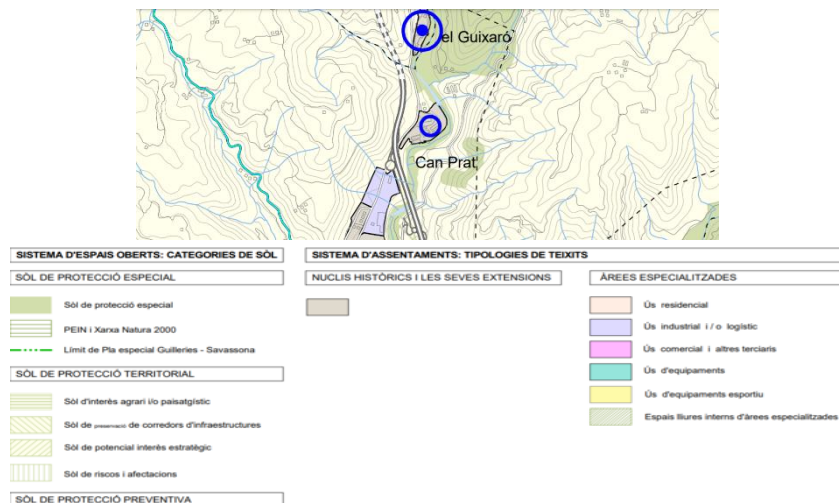 el Guixaró
Can Prat
SISTEMA D'ESPAIS OBERTS: CATEGORIES DE SÒL
SÒL DE PROTECCIÓ ESPECIAL
Sòl de protecció especial
PEIN i Xarxa Natura 2000
Límit de Pla especial Guilleries - Savassona
SÒL DE PROTECCIÓ TERRITORIAL
Sòl d'interès agrari i/o paisatgístic
Sòl de preservació de corredors d'infraestructures
Sòl de potencial interès estratègic
Sòl de riscos i afectacions
SÒL DE PROTECCIÓ PREVENTIVA
SISTEMA D'ASSENTAMENTS: TIPOLOGIES DE TEIXITS
NUCLIS HISTÒRICS I LES SEVES EXTENSIONS
ÀREES ESPECIALITZADES
Ús residencial
Ús industrial i / o logístic
Ús comercial i altres terciaris
Ús d'equipaments
Ús d'equipaments esportiu
Espais lliures interns d'àrees especialitzades